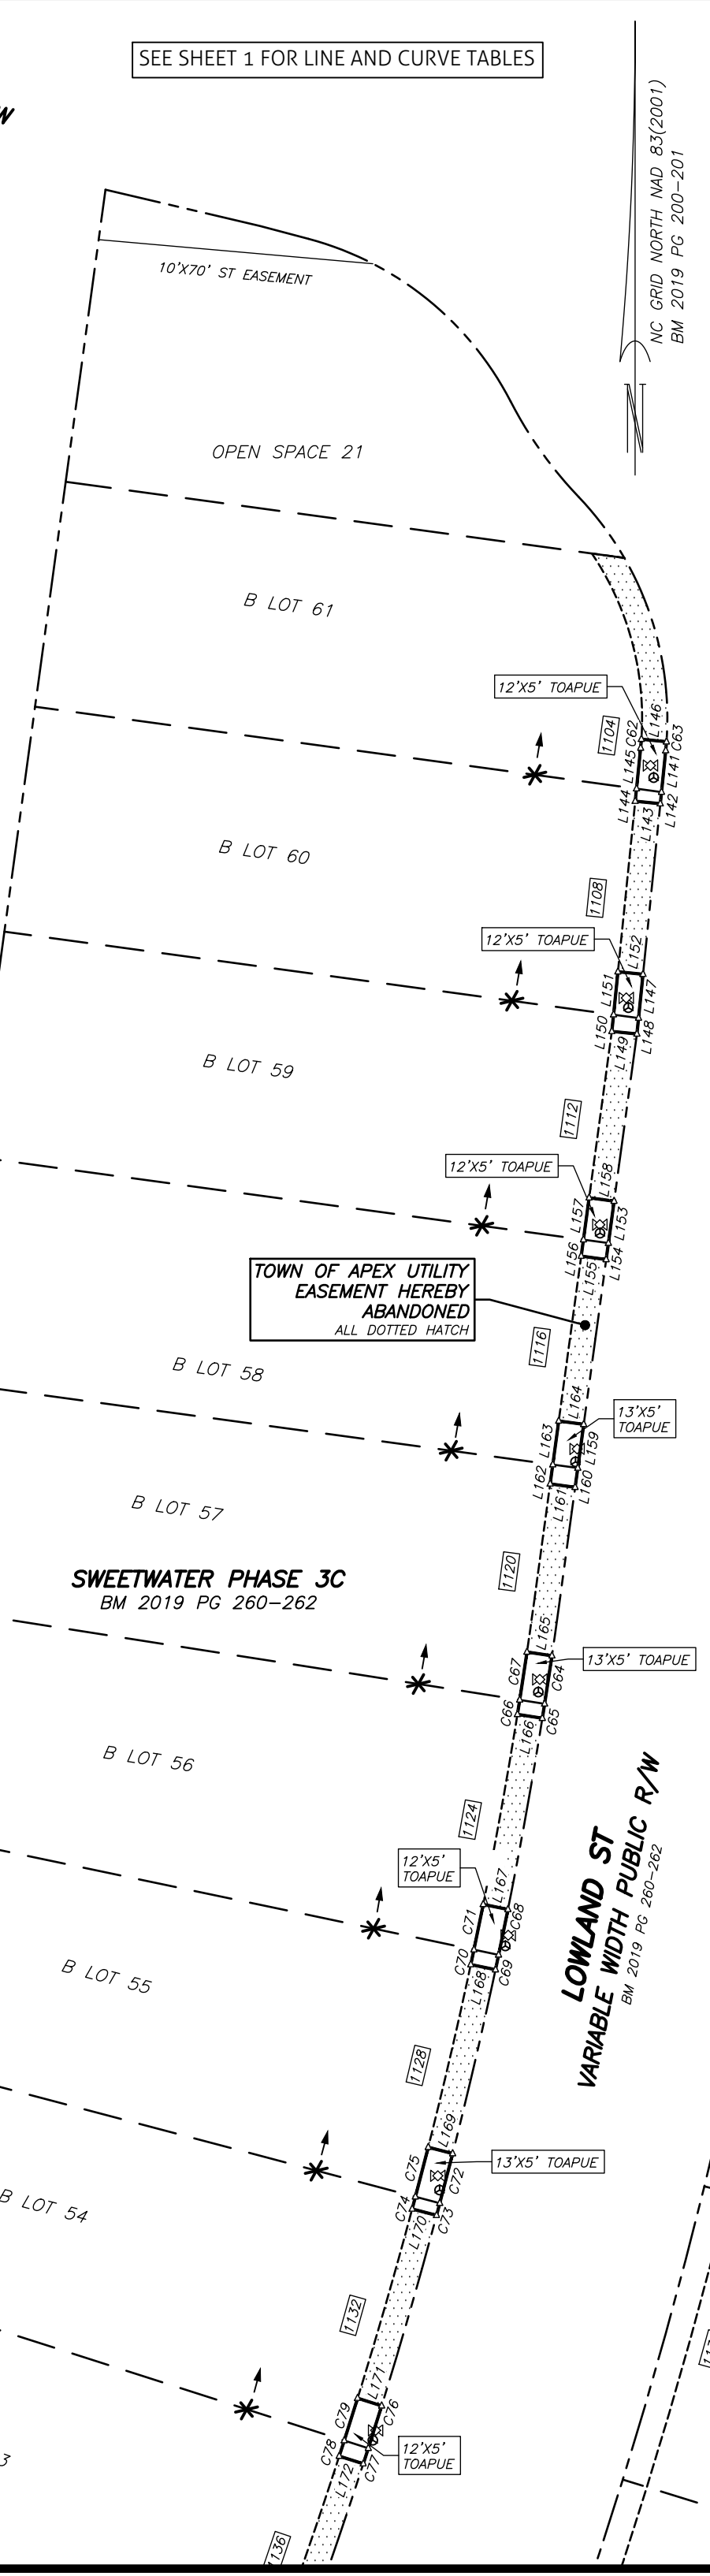 SEE SHEET 1 FOR LINE AND CURVE TABLES
W
NC GRID NORTH NAD 83(2001)
BM 2019 PG 200-201
N
10'X70' ST EASEMENT
OPEN SPACE 21
B LOT 61
12'X5' TOAPUE
1104
C62
L146
C63
L145
L141
L144
L143
L142
B LOT 60
1108
12'X5' TOAPUE
L152
L151
L147
L150
L149
L148
B LOT 59
1112
12'X5' TOAPUE
L158
L157
L153
L156
L155
L154
TOWN OF APEX UTILITY
EASEMENT HEREBY
ABANDONED
ALL DOTTED HATCH
1116
B LOT 58
L164
13'X5'
TOAPUE
L163
L159
L162
L161
L160
B LOT 57
1120
SWEETWATER PHASE 3C
BM 2019 PG 260-262
L165
13'X5' TOAPUE
C67
C64
C66
L166
C65
B LOT 56
1124
LOWLAND ST
VARIABLE WIDTH PUBLIC R/W
BM 2019 PG 260-262
12'X5'
TOAPUE
L167
C71
C68
C70
L168
C69
B LOT 55
1128
L169
13'X5' TOAPUE
C75
C72
C74
L170
C73
B LOT 54
1132
L171
C79
C76
C78
L172
C77
12'X5'
TOAPUE
3
1136